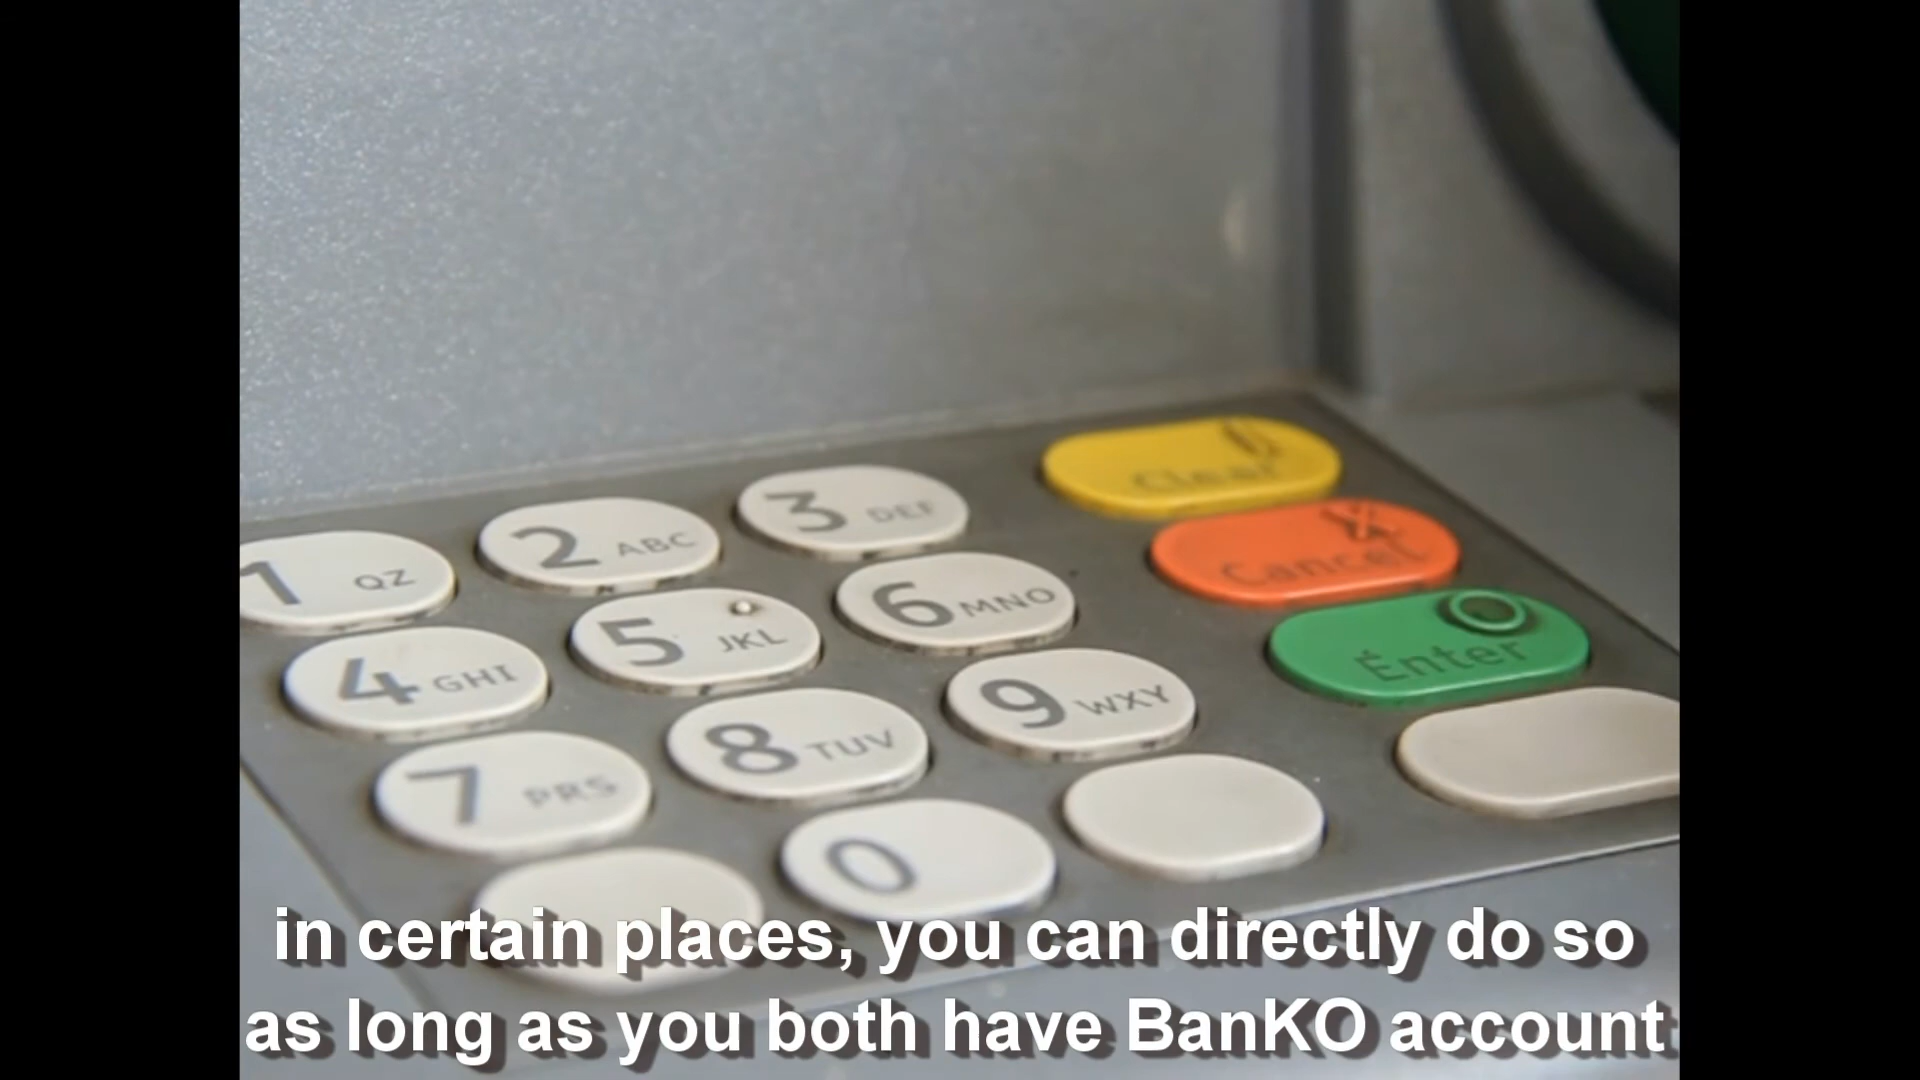 Clear
3 DEF
2 ABC
Cancel
1 QZ
6 MNO
5 JKL
Enter
4 GHI
9 WXY
8 TUV
7 PRS
0
in certain places, you can directly do so
as long as you both have BanKO account